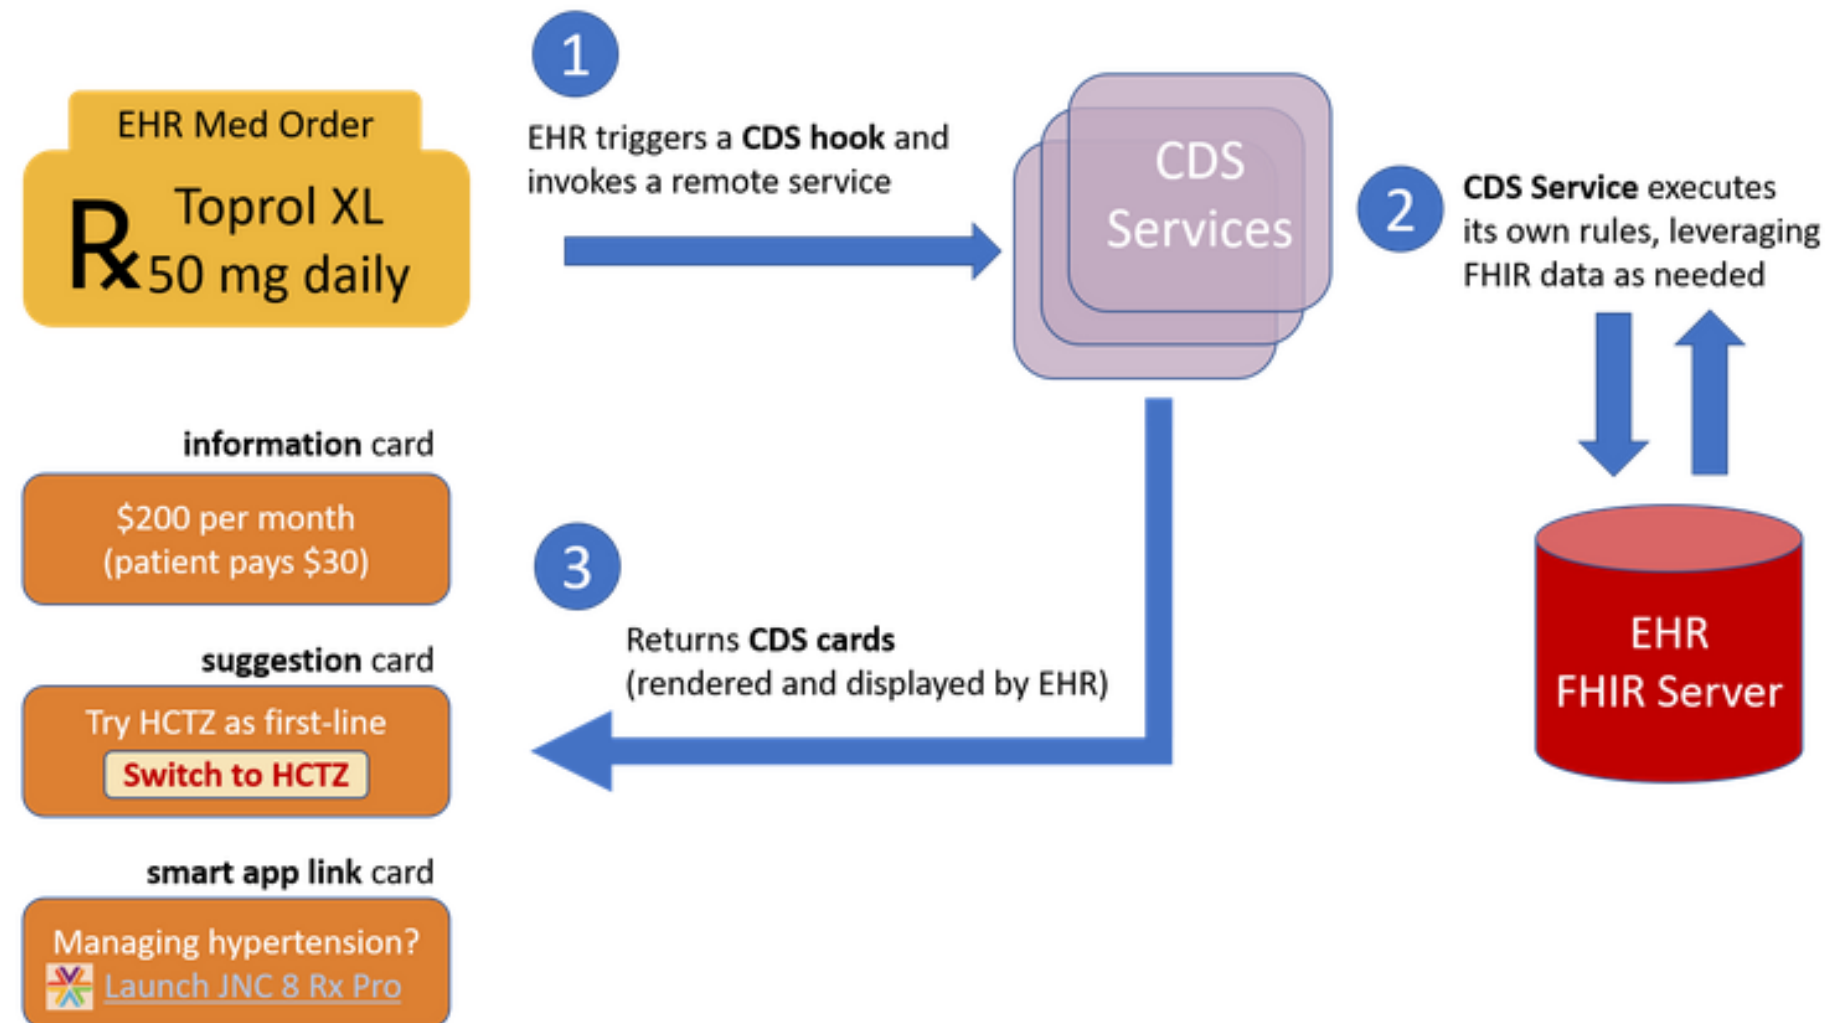 EHR Med Order
Rx
Toprol XL
50 mg daily
1
EHR triggers a CDS hook and
invokes a remote service
CDS
Services
2
CDS Service executes
its own rules, leveraging
FHIR data as needed
EHR
FHIR Server
3
Returns CDS cards
(rendered and displayed by EHR)
information card
$200 per month
(patient pays $30)
suggestion card
Try HCTZ as first-line
Switch to HCTZ
smart app link card
Managing hypertension?
Launch JNC 8 Rx Pro